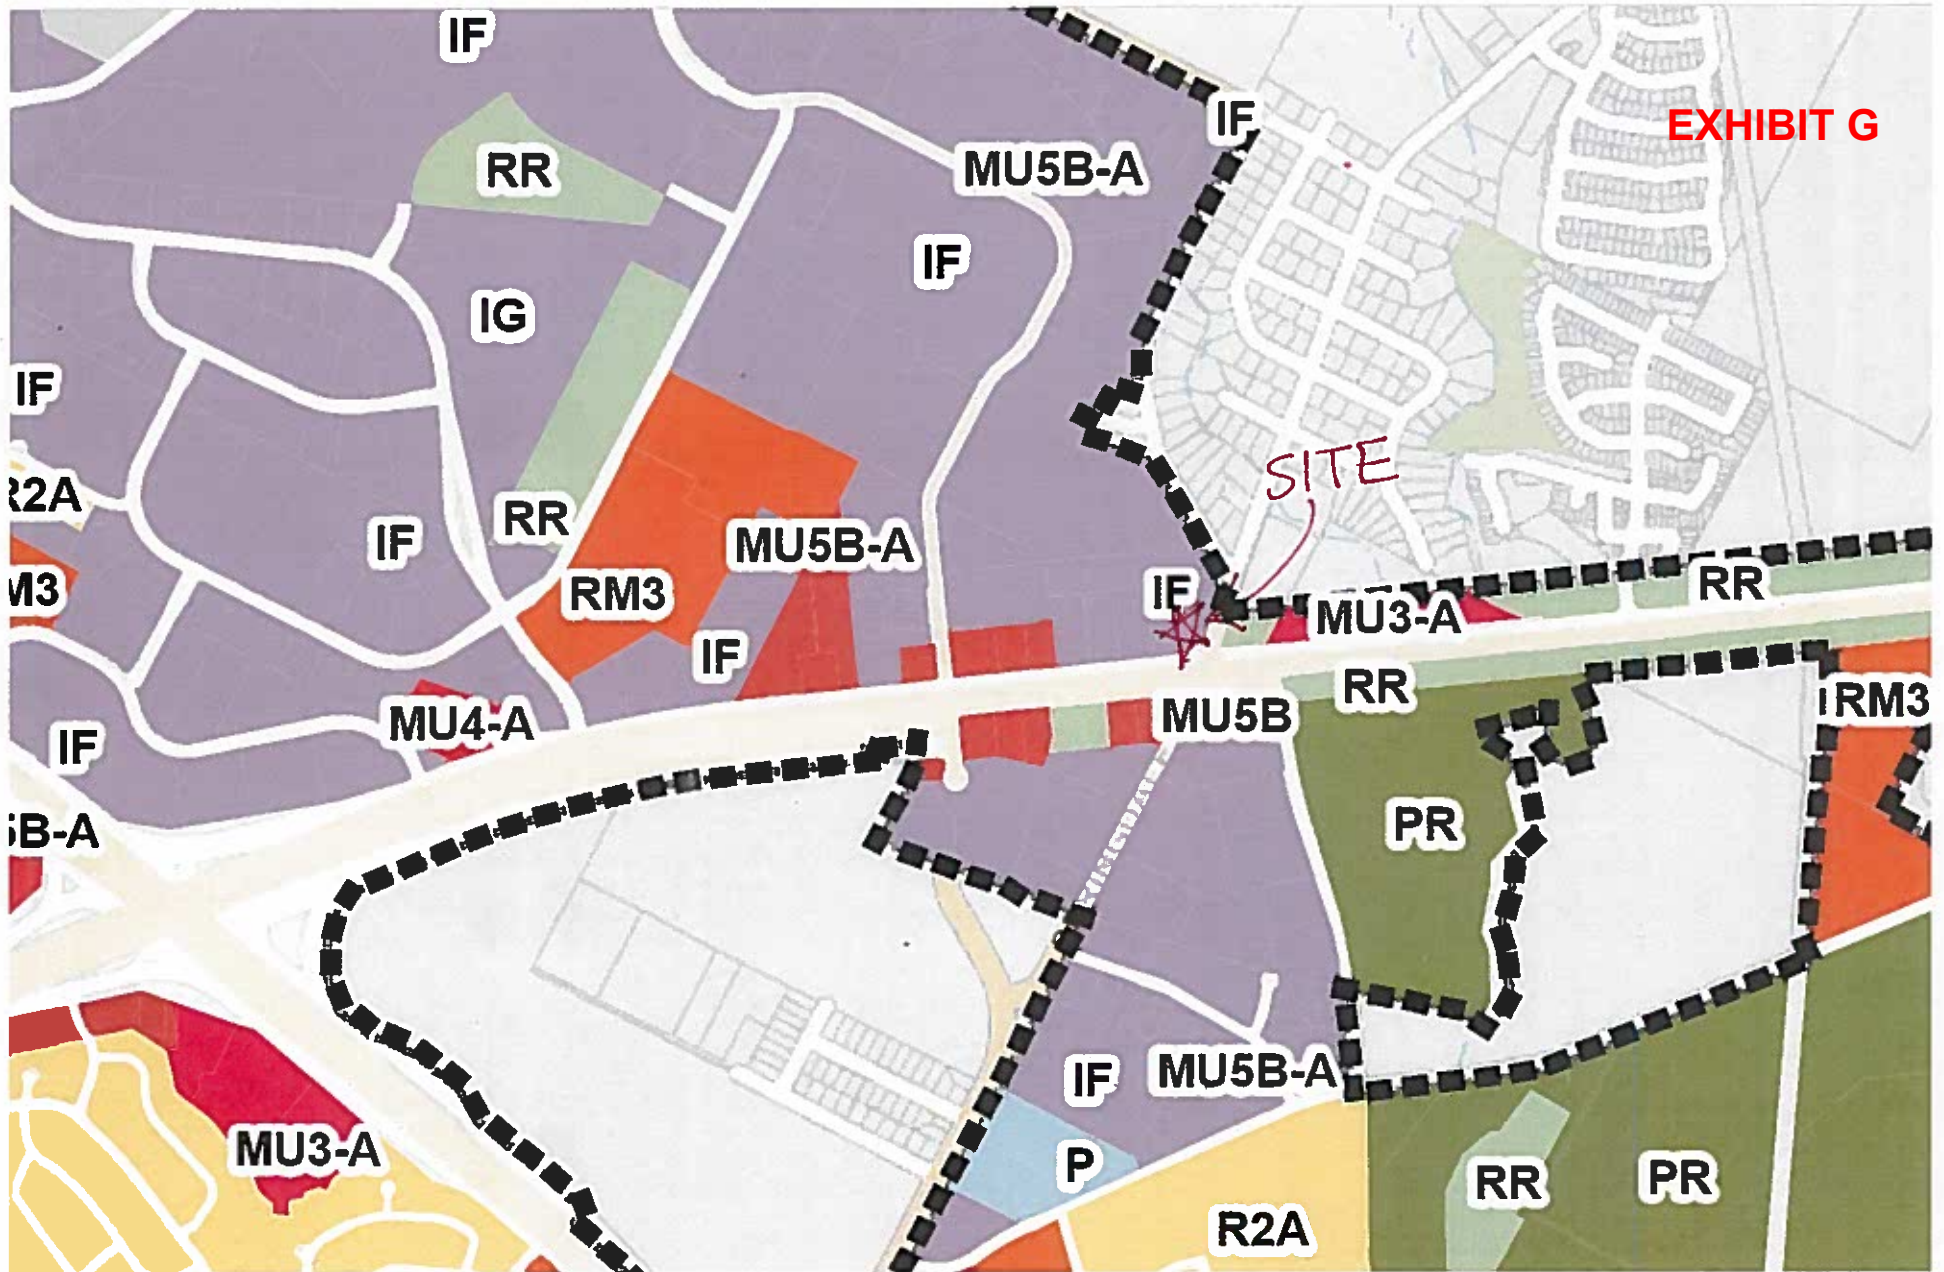 IF
IF
EXHIBIT G
RR
MU5B-A
IF
IG
IF
SITE
R2A
RR
IF
MU5B-A
RR
M3
RM3
IF
MU3-A
IF
RR
RM3
MU4-A
MU5B
IF
PR
5B-A
IF
MU5B-A
MU3-A
P
RR
PR
R2A